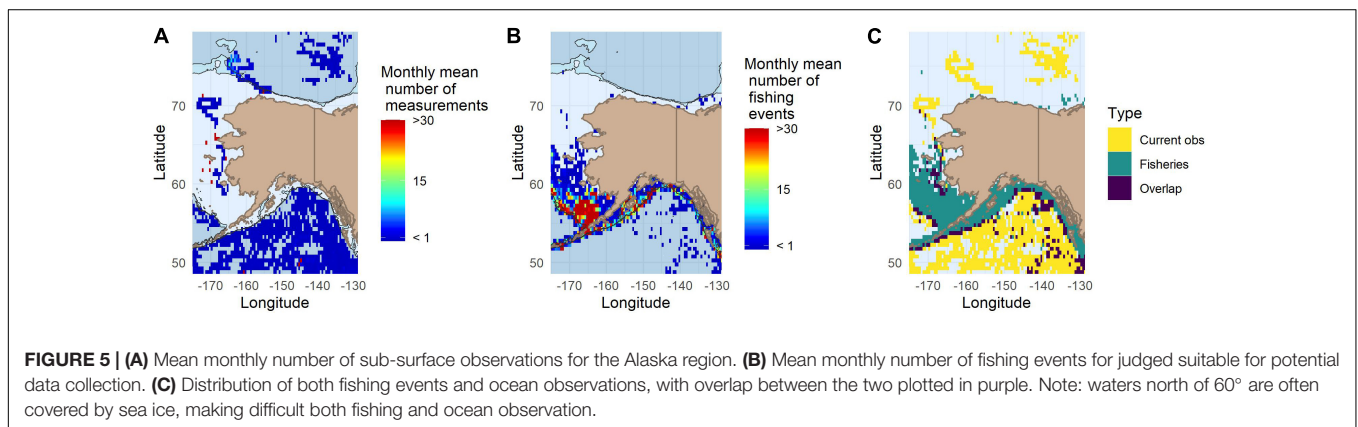 A
70
60
50
Latitude
-170 -160 -150 -140 -130
Longitude
Monthly mean
number of
measurements
>30
15
< 1
B
70
60
50
Latitude
-170 -160 -150 -140 -130
Longitude
Monthly mean
number of
fishing
events
>30
15
< 1
C
70
60
50
Latitude
-170 -160 -150 -140 -130
Longitude
Type
Current obs
Fisheries
Overlap
FIGURE 5 | (A) Mean monthly number of sub-surface observations for the Alaska region. (B) Mean monthly number of fishing events for judged suitable for potential
data collection. (C) Distribution of both fishing events and ocean observations, with overlap between the two plotted in purple. Note: waters north of 60° are often
covered by sea ice, making difficult both fishing and ocean observation.